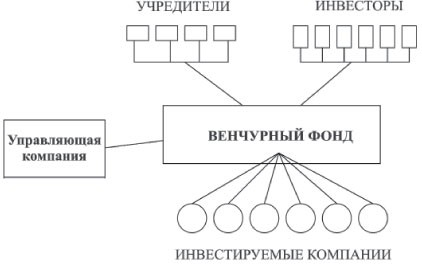 УЧРЕДИТЕЛИ
ИНВЕСТОРЫ
ВЕНЧУРНЫЙ ФОНД
Управляющая
компания
ИНВЕСТИРУЕМЫЕ КОМПАНИИ